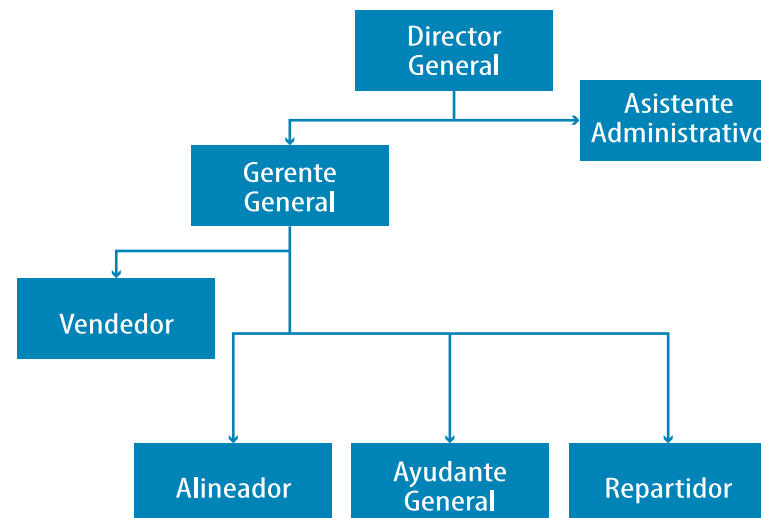 Director
General
Asistente
Administrativo
Gerente
General
Vendedor
Alineador
Ayudante
General
Repartidor